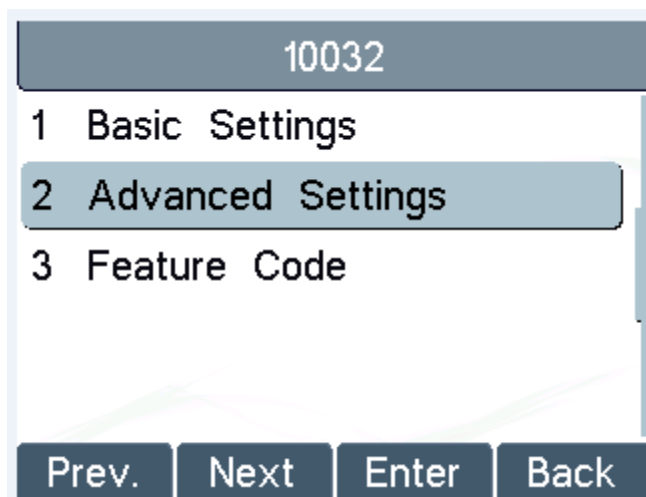 10032
1 Basic Settings
2 Advanced Settings
3 Feature Code
Prev. Next Enter Back